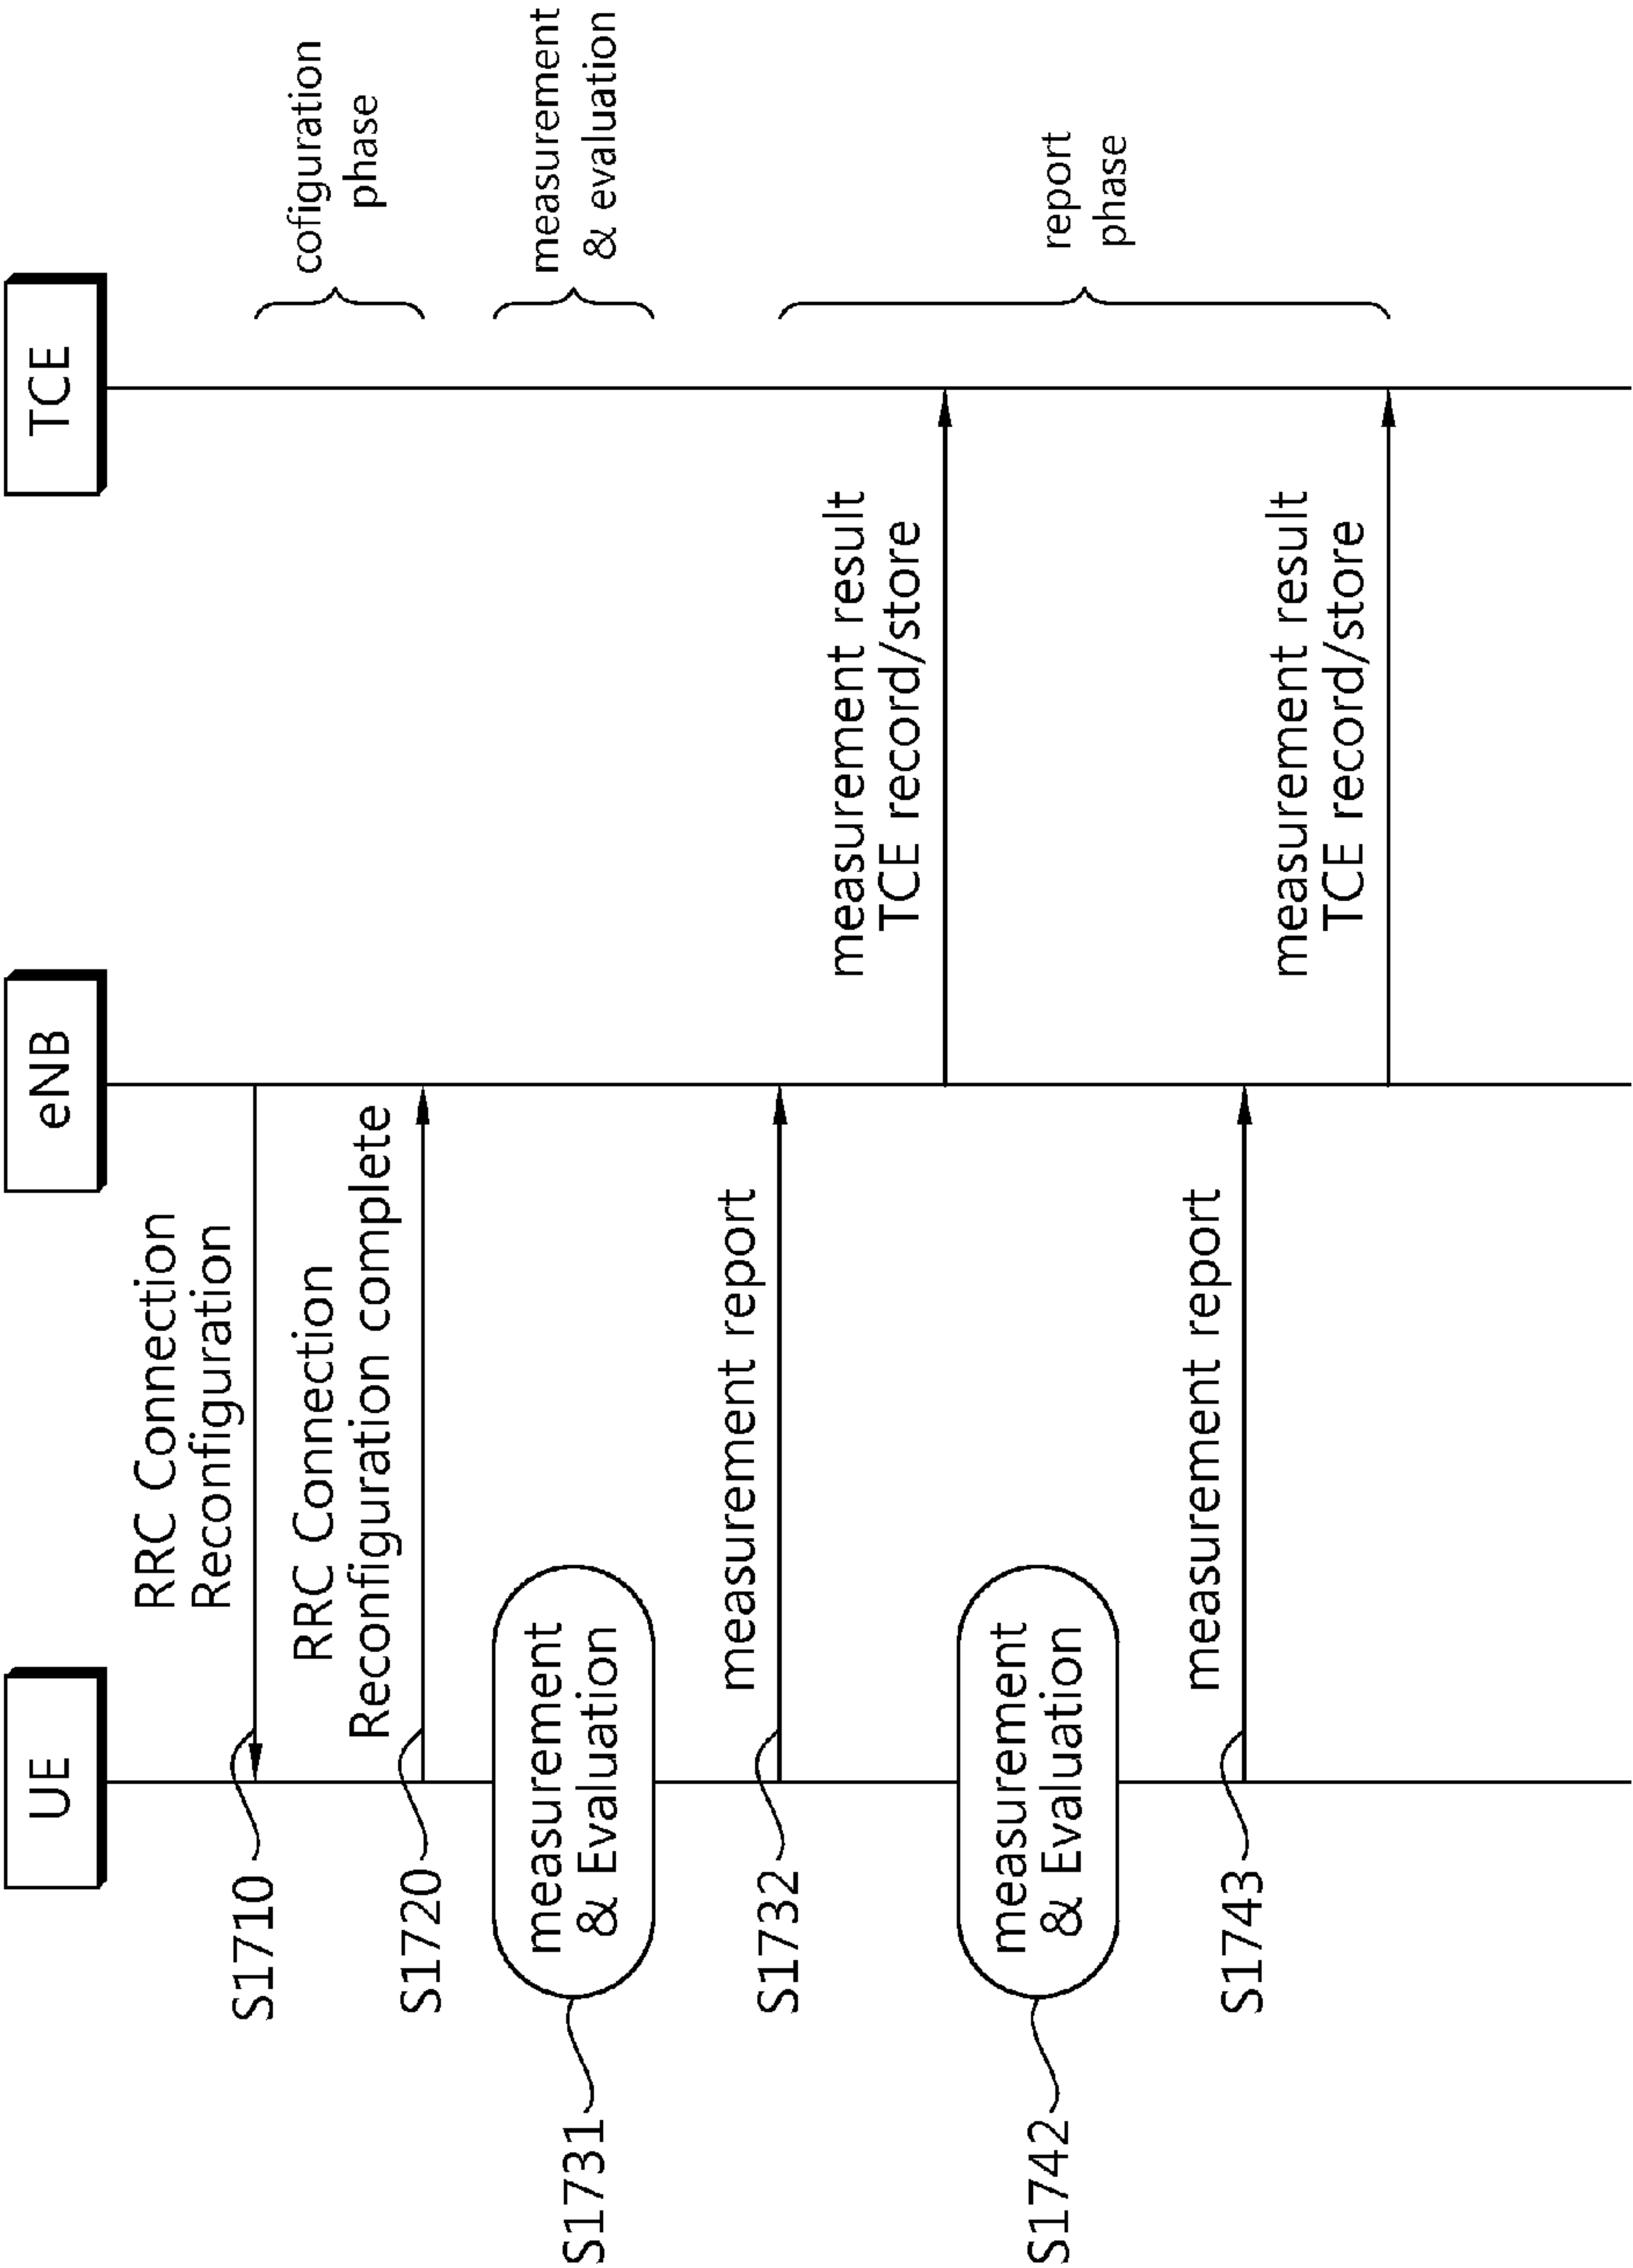 UE
eNB
TCE
RRC Connection
Reconfiguration
S1710
cofiguration
phase
RRC Connection
Reconfiguration complete
S1720
measurement
& Evaluation
S1731
measurement
& evaluation
measurement report
S1732
measurement result
TCE record/store
report
phase
measurement
& Evaluation
S1742
measurement report
S1743
measurement result
TCE record/store